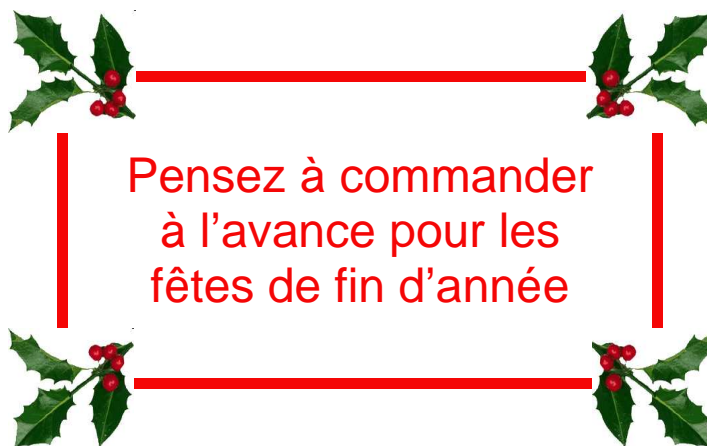 Pensez à commander
à l’avance pour les
fêtes de fin d’année